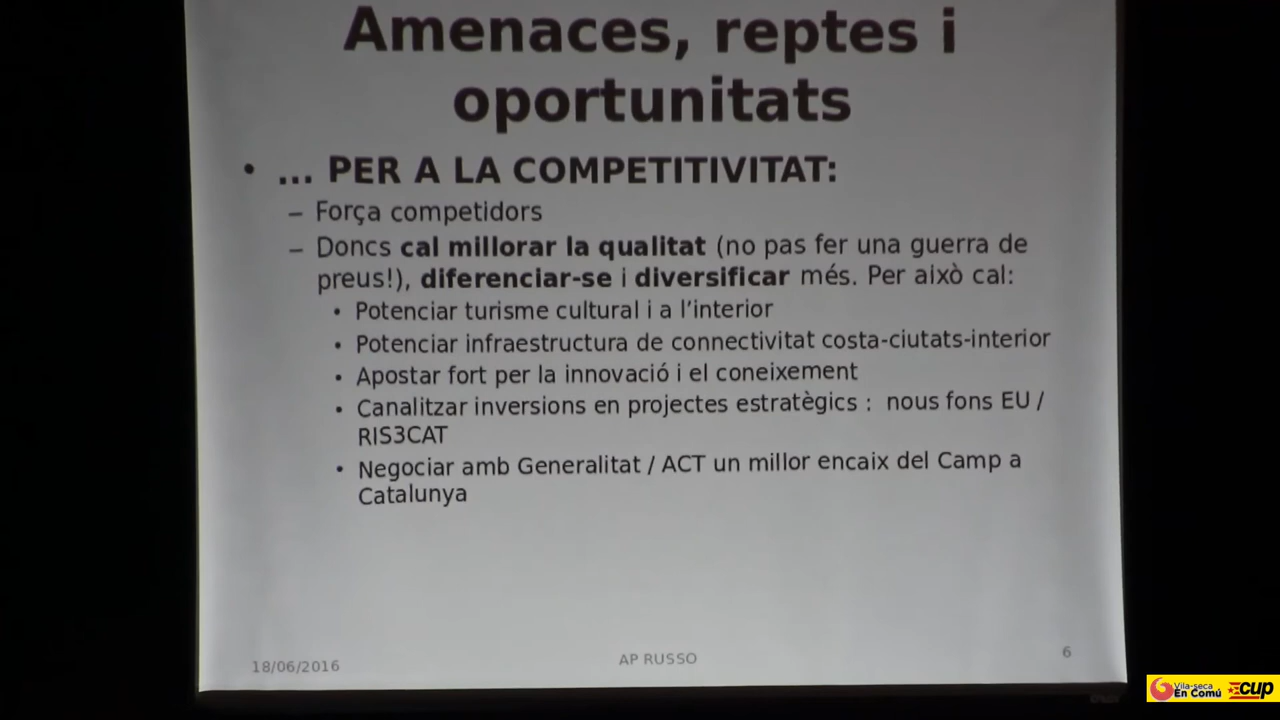 Amenaces, reptes i
oportunitats
• ... PER A LA COMPETITIVITAT:
– Força competidors
– Doncs cal millorar la qualitat (no pas fer una guerra de
preus!), diferenciar-se i diversificar més. Per això cal:
• Potenciar turisme cultural i a l’interior
• Potenciar infraestructura de connectivitat costa-ciutats-interior
• Apostar fort per la innovació i el coneixement
• Canalitzar inversions en projectes estratègics :  nous fons EU /
RIS3CAT
• Negociar amb Generalitat / ACT un millor encaix del Camp a
Catalunya
18/06/2016
AP RUSSO
6
Vila-seca
En Comú
cup